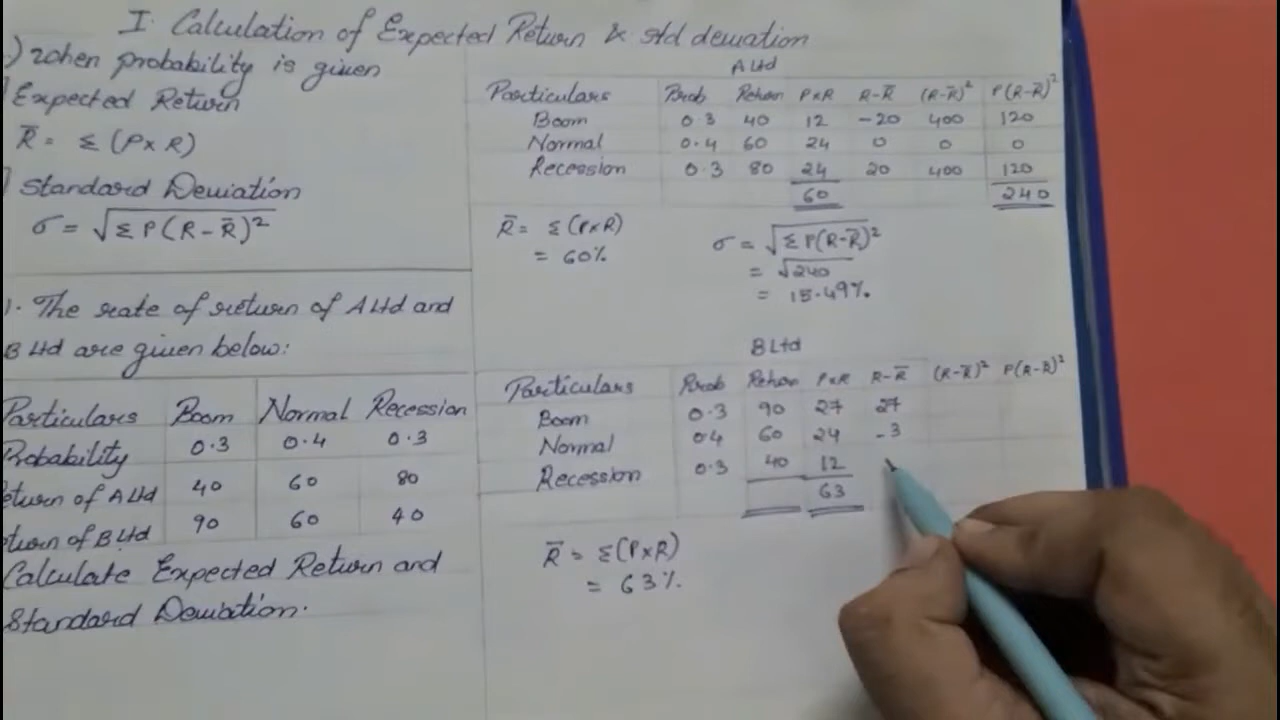 I. Calculation of Expected Return & std deviation
) when probability is given
Expected Return
R̄ = Σ (P×R)
Standard Deviation
σ = √Σ P(R-R̄)²
1. The rate of return of A Ltd and
B Ltd are given below:
Particulars Boom Normal Recession
Probability 0.3 0.4 0.3
eturn of A Ltd 40 60 80
turn of B Ltd 90 60 40
Calculate Expected Return and
Standard Deviation.
A Ltd
Particulars Prob Return P×R R-R̄ (R-R̄)² P(R-R̄)²
Boom 0.3 40 12 -20 400 120
Normal 0.4 60 24 0 0 0
Recession 0.3 80 24 20 400 120
60 240
R̄ = Σ(P×R)
= 60%
σ = √Σ P(R-R̄)²
= √240
= 15.49%
B Ltd
Particulars Prob Return P×R R-R̄ (R-R̄)² P(R-R̄)²
Boom 0.3 90 27 27
Normal 0.4 60 24 -3
Recession 0.3 40 12
63
R̄ = Σ(P×R)
= 63%.